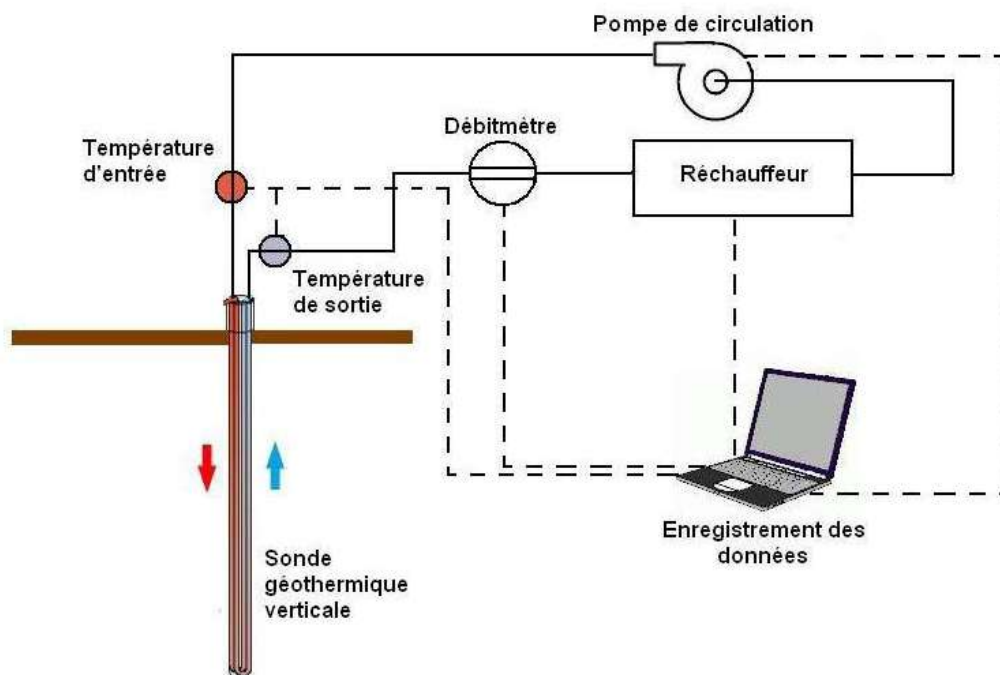 Pompe de circulation
Débitmètre
Température
d'entrée
Réchauffeur
Température
de sortie
Enregistrement des
données
Sonde
géothermique
verticale